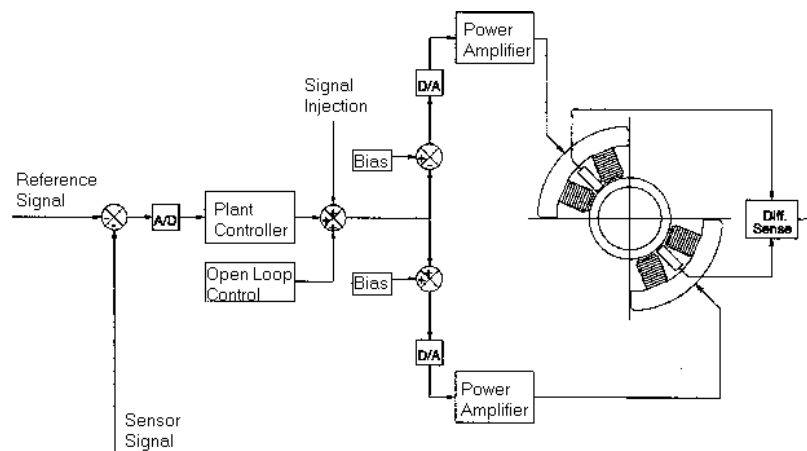 Power
Amplifier
D/A
Signal
Injection
Bias
Reference
Signal
A/D
Plant
Controller
Diff.
Sense
Open Loop
Control
Bias
D/A
Power
Amplifier
Sensor
Signal